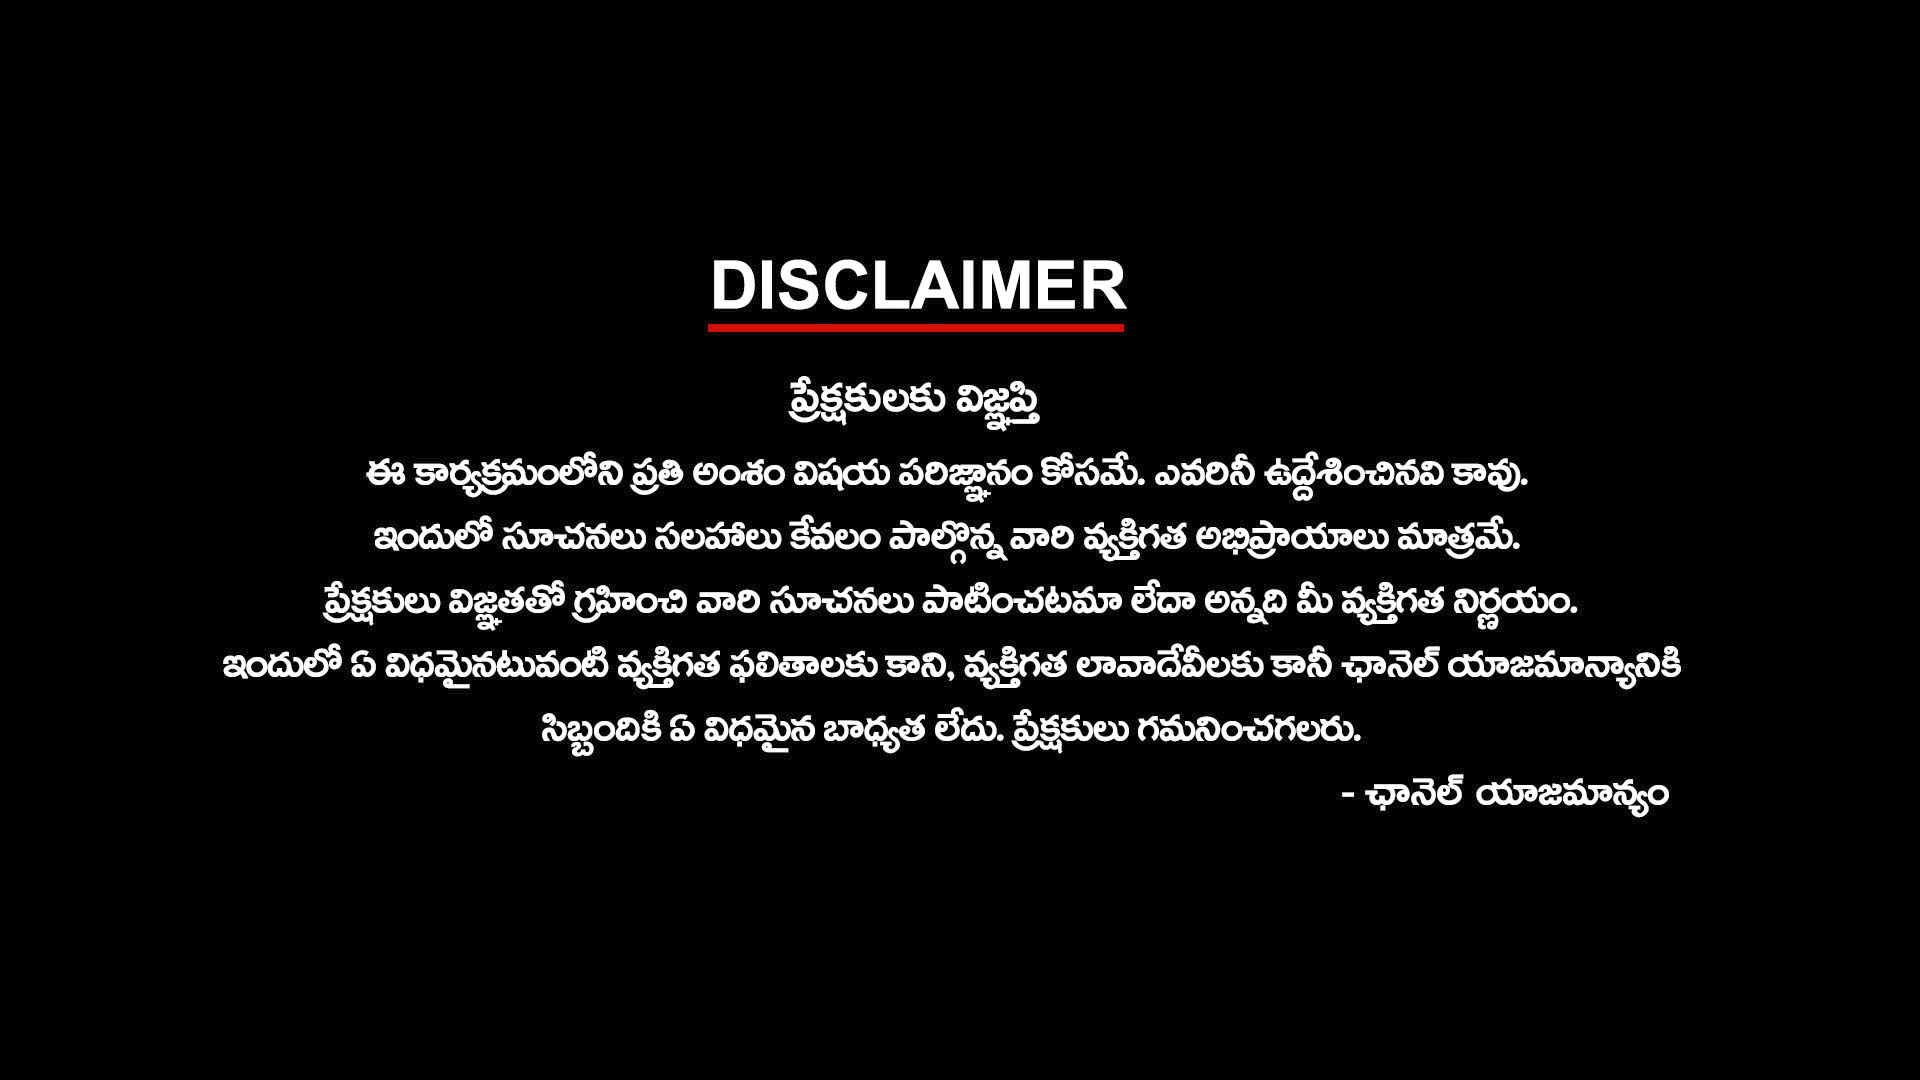 DISCLAIMER
ప్రేక్షకులకు విజ్ఞప్తి
ఈ కార్యక్రమంలోని ప్రతి అంశం విషయ పరిజ్ఞానం కోసమే. ఎవరినీ ఉద్దేశించినవి కావు.
ఇందులో సూచనలు సలహాలు కేవలం పాల్గొన్న వారి వ్యక్తిగత అభిప్రాయాలు మాత్రమే.
ప్రేక్షకులు విజ్ఞతతో గ్రహించి వారి సూచనలు పాటించటమా లేదా అన్నది మీ వ్యక్తిగత నిర్ణయం.
ఇందులో ఏ విధమైనటువంటి వ్యక్తిగత ఫలితాలకు కాని, వ్యక్తిగత లావాదేవీలకు కానీ ఛానెల్ యాజమాన్యానికి
సిబ్బందికి ఏ విధమైన బాధ్యత లేదు. ప్రేక్షకులు గమనించగలరు.
- ఛానెల్ యాజమాన్యం